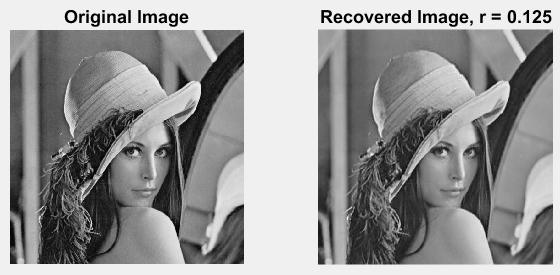 Original Image
Recovered Image, r = 0.125